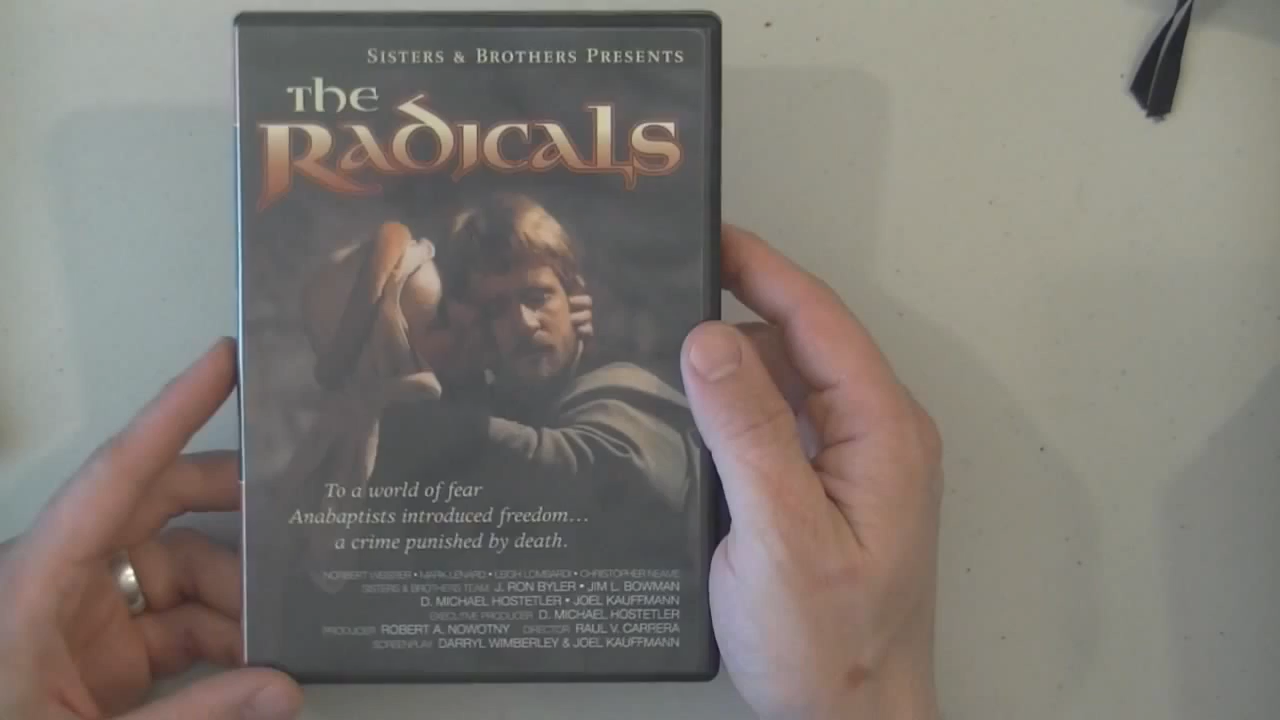 SISTERS & BROTHERS PRESENTS
The
Radicals
To a world of fear
Anabaptists introduced freedom...
a crime punished by death.
NORBERT WEISSER • MARK LENARD • LEIGH LOMBARDI • CHRISTOPHER NEAME
SISTERS & BROTHERS TEAM J. RON BYLER • JIM L. BOWMAN
D. MICHAEL HOSTETLER • JOEL KAUFFMANN
EXECUTIVE PRODUCER D. MICHAEL HOSTETLER
PRODUCER ROBERT A. NOWOTNY DIRECTOR RAUL V. CARRERA
SCREENPLAY DARRYL WIMBERLEY & JOEL KAUFFMANN